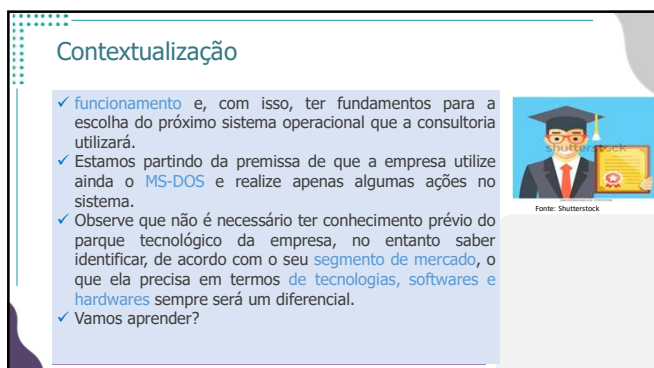 Contextualização
✓ funcionamento e, com isso, ter fundamentos para a
escolha do próximo sistema operacional que a consultoria
utilizará.
✓ Estamos partindo da premissa de que a empresa utilize
ainda o MS-DOS e realize apenas algumas ações no
sistema.
✓ Observe que não é necessário ter conhecimento prévio do
parque tecnológico da empresa, no entanto saber
identificar, de acordo com o seu segmento de mercado, o
que ela precisa em termos de tecnologias, softwares e
hardwares sempre será um diferencial.
✓ Vamos aprender?
shutterstock
Fonte: Shutterstock